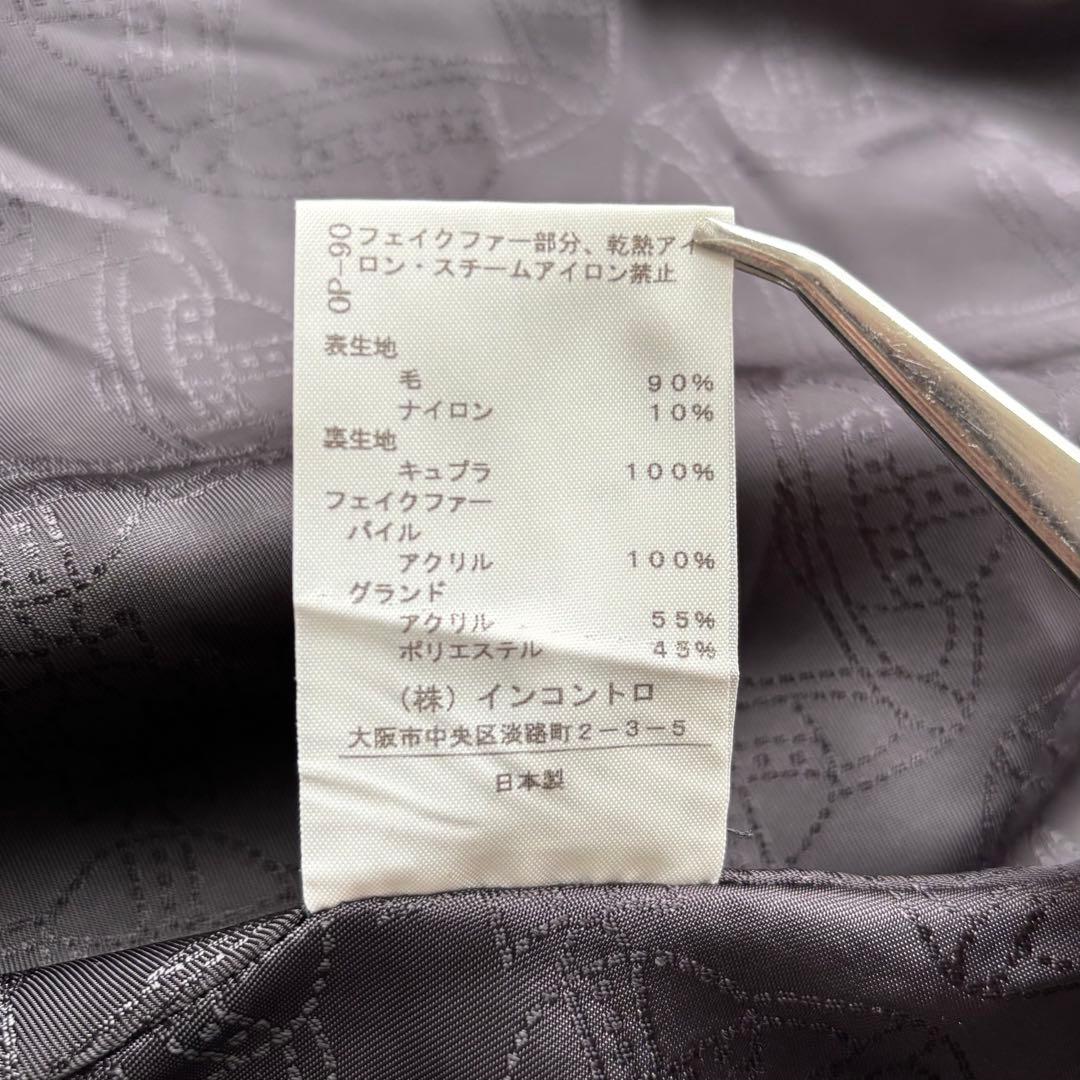 OP-90
フェイクファー部分、乾熱アイ
ロン・スチームアイロン禁止
表生地
毛 90%
ナイロン 10%
裏生地
キュプラ 100%
フェイクファー
パイル
アクリル 100%
グランド
アクリル 55%
ポリエステル 45%
(株)インコントロ
大阪市中央区淡路町2-3-5
日本製